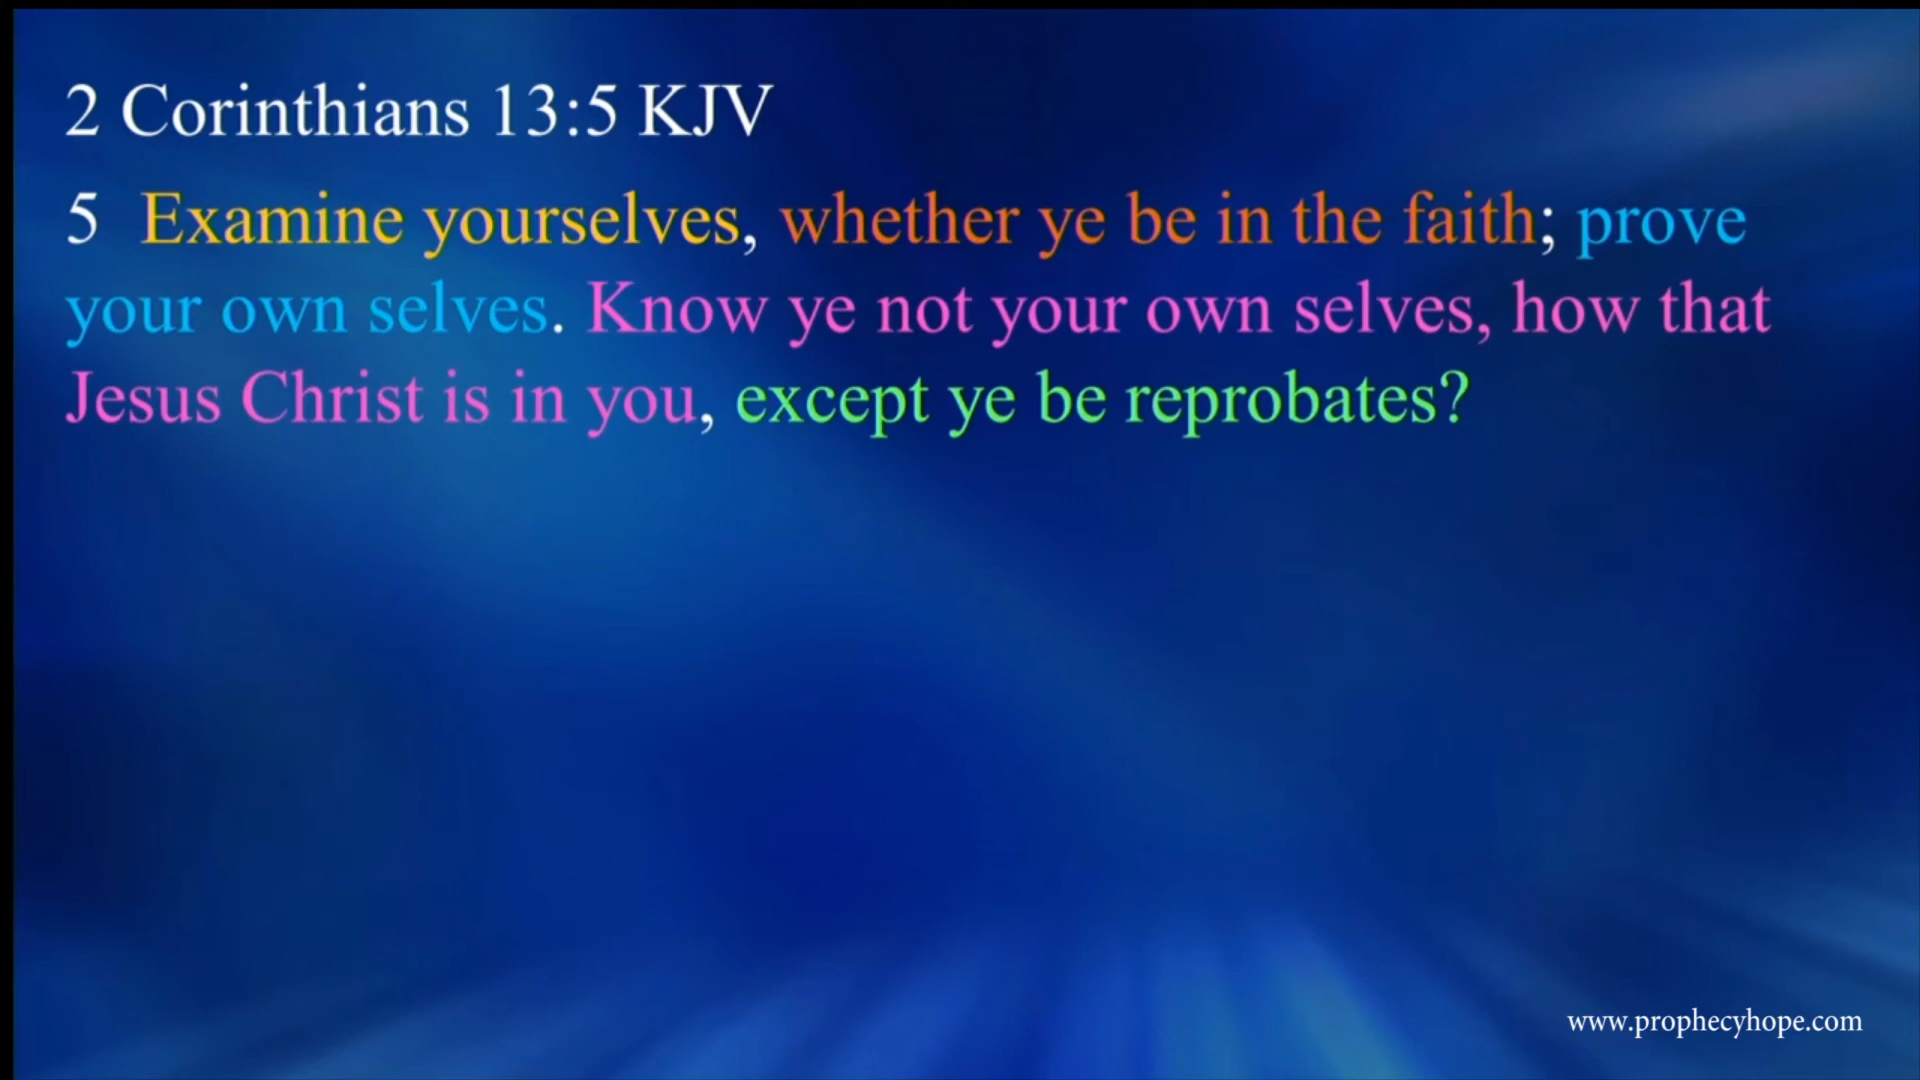 2 Corinthians 13:5 KJV
5 Examine yourselves, whether ye be in the faith; prove
your own selves. Know ye not your own selves, how that
Jesus Christ is in you, except ye be reprobates?
www.prophecyhope.com